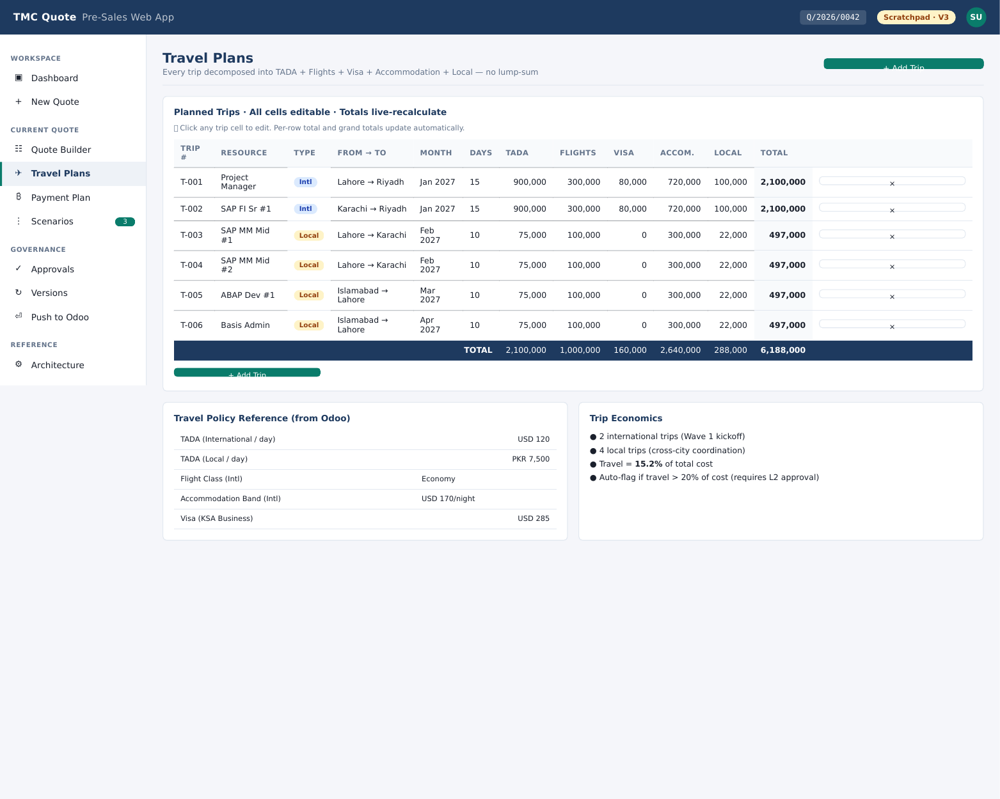 TMC Quote Pre-Sales Web App
Q/2026/0042
Scratchpad · V3
SU
WORKSPACE
▣ Dashboard
+ New Quote
CURRENT QUOTE
☷ Quote Builder
✈ Travel Plans
₿ Payment Plan
⋮ Scenarios 3
GOVERNANCE
✓ Approvals
↻ Versions
⏎ Push to Odoo
REFERENCE
⚙ Architecture
Travel Plans
Every trip decomposed into TADA + Flights + Visa + Accommodation + Local — no lump-sum
+ Add Trip
Planned Trips · All cells editable · Totals live-recalculate
Click any trip cell to edit. Per-row total and grand totals update automatically.
TRIP # RESOURCE TYPE FROM → TO MONTH DAYS TADA FLIGHTS VISA ACCOM. LOCAL TOTAL
T-001 Project Manager Intl Lahore → Riyadh Jan 2027 15 900,000 300,000 80,000 720,000 100,000 2,100,000 ×
T-002 SAP FI Sr #1 Intl Karachi → Riyadh Jan 2027 15 900,000 300,000 80,000 720,000 100,000 2,100,000 ×
T-003 SAP MM Mid #1 Local Lahore → Karachi Feb 2027 10 75,000 100,000 0 300,000 22,000 497,000 ×
T-004 SAP MM Mid #2 Local Lahore → Karachi Feb 2027 10 75,000 100,000 0 300,000 22,000 497,000 ×
T-005 ABAP Dev #1 Local Islamabad → Lahore Mar 2027 10 75,000 100,000 0 300,000 22,000 497,000 ×
T-006 Basis Admin Local Islamabad → Lahore Apr 2027 10 75,000 100,000 0 300,000 22,000 497,000 ×
TOTAL 2,100,000 1,000,000 160,000 2,640,000 288,000 6,188,000
+ Add Trip
Travel Policy Reference (from Odoo)
TADA (International / day) USD 120
TADA (Local / day) PKR 7,500
Flight Class (Intl) Economy
Accommodation Band (Intl) USD 170/night
Visa (KSA Business) USD 285
Trip Economics
● 2 international trips (Wave 1 kickoff)
● 4 local trips (cross-city coordination)
● Travel = 15.2% of total cost
● Auto-flag if travel > 20% of cost (requires L2 approval)